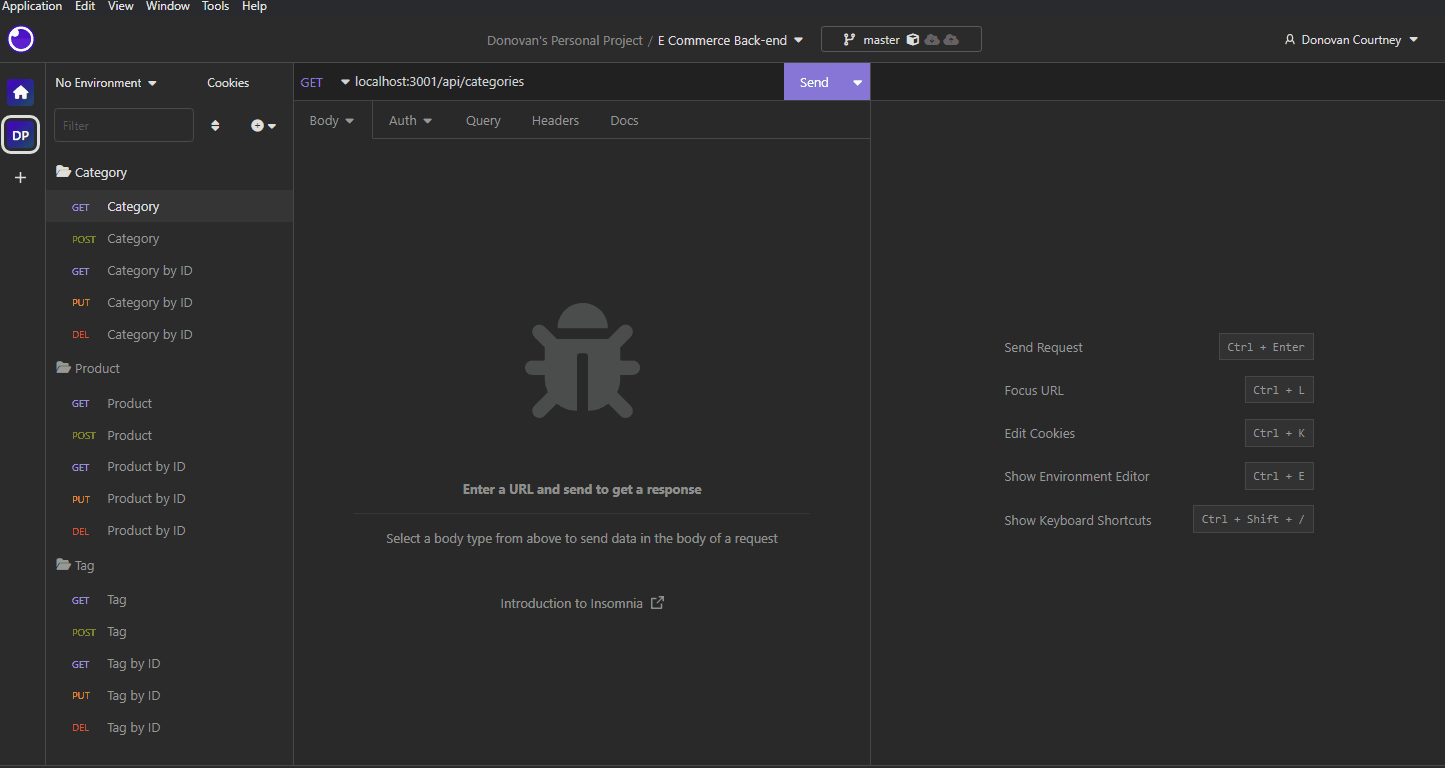 Application Edit View Window Tools Help
Donovan's Personal Project / E Commerce Back-end master Donovan Courtney
No Environment Cookies
GET localhost:3001/api/categories Send
Filter
Body Auth Query Headers Docs
DP
Category
GET Category
POST Category
GET Category by ID
PUT Category by ID
DEL Category by ID
Product
GET Product
POST Product
GET Product by ID
PUT Product by ID
DEL Product by ID
Tag
GET Tag
POST Tag
GET Tag by ID
PUT Tag by ID
DEL Tag by ID
Enter a URL and send to get a response
Select a body type from above to send data in the body of a request
Introduction to Insomnia
Send Request Ctrl + Enter
Focus URL Ctrl + L
Edit Cookies Ctrl + K
Show Environment Editor Ctrl + E
Show Keyboard Shortcuts Ctrl + Shift + /